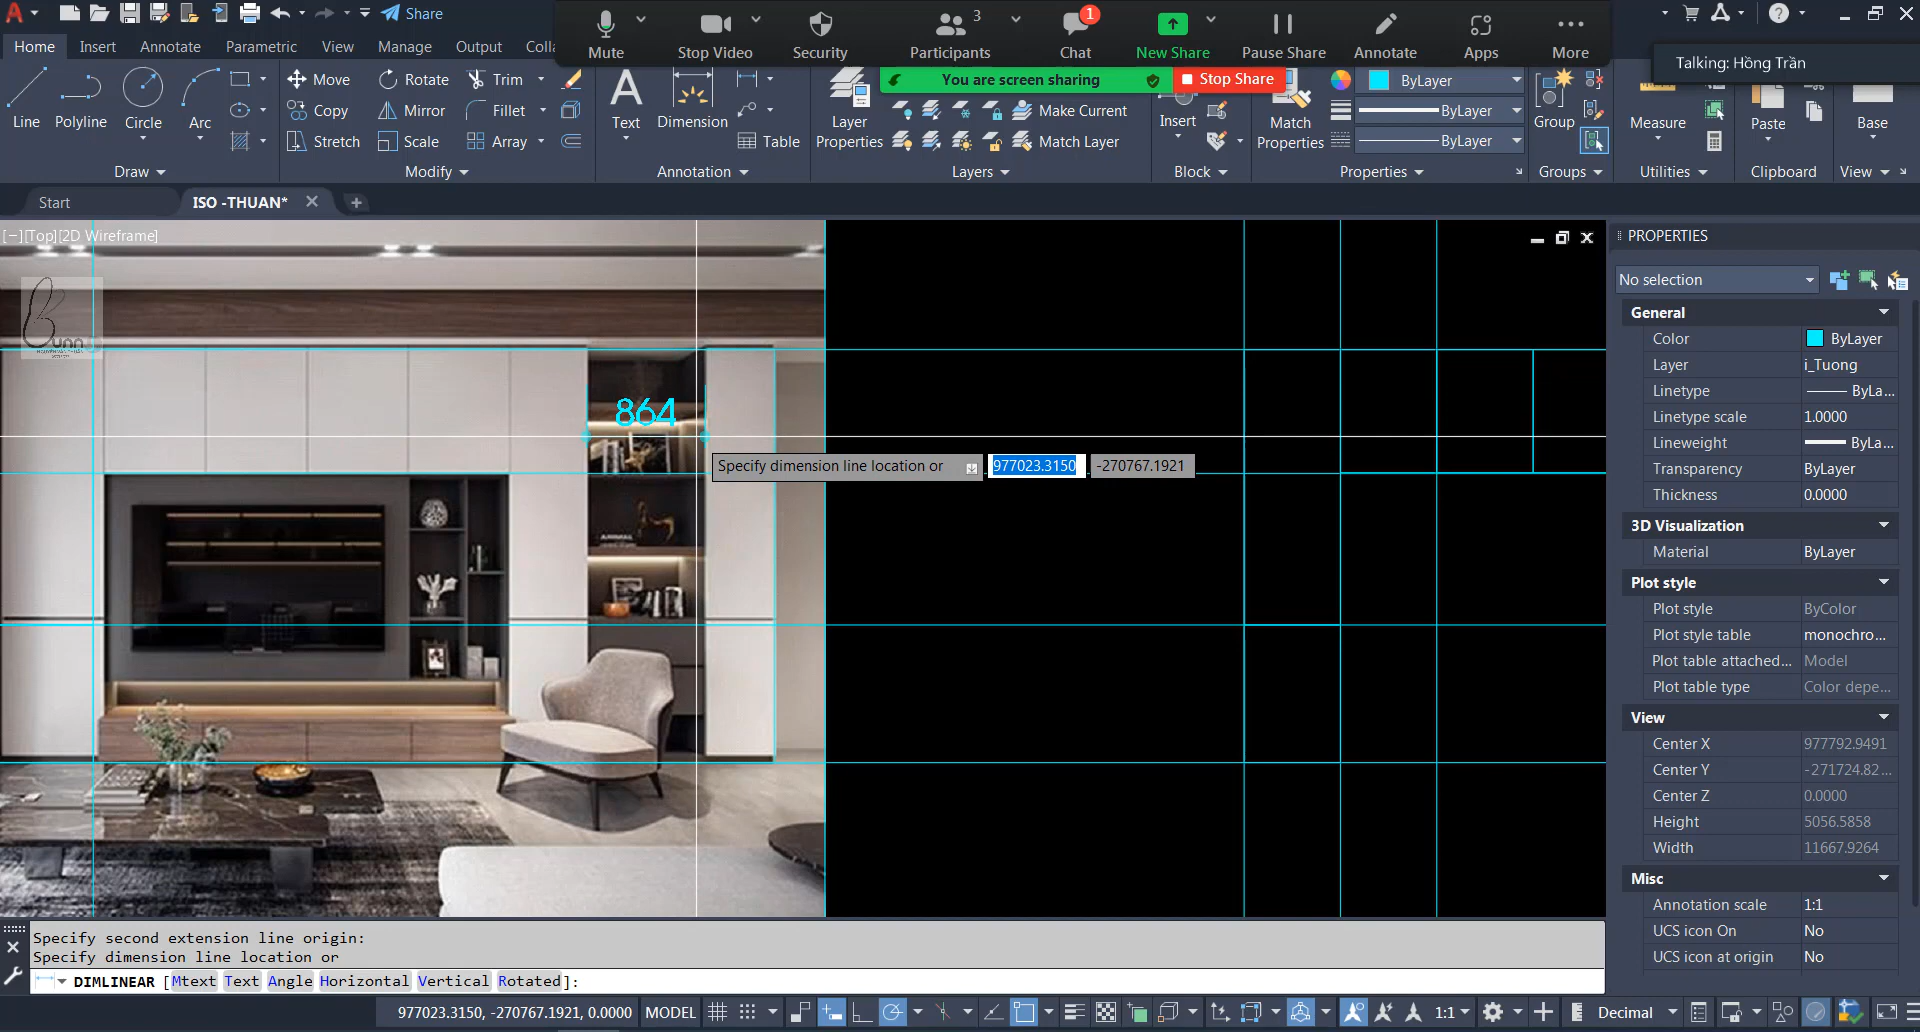 Share
Mute
Stop Video
Security
Participants
3
Chat
1
New Share
Pause Share
Annotate
Apps
More
Talking: Hồng Trần
You are screen sharing
Stop Share
Home
Insert
Annotate
Parametric
View
Manage
Output
Colla
Line
Polyline
Circle
Arc
Move
Rotate
Trim
Copy
Mirror
Fillet
Stretch
Scale
Array
Text
Dimension
Table
Layer
Properties
Make Current
Match Layer
Insert
Match
Properties
ByLayer
ByLayer
ByLayer
Group
Measure
Paste
Base
Draw
Modify
Annotation
Layers
Block
Properties
Groups
Utilities
Clipboard
View
Start
ISO -THUAN*
[−][Top][2D Wireframe]
864
Specify dimension line location or
977023.3150
-270767.1921
PROPERTIES
No selection
General
Color ByLayer
Layer i_Tuong
Linetype ByLa...
Linetype scale 1.0000
Lineweight ByLa...
Transparency ByLayer
Thickness 0.0000
3D Visualization
Material ByLayer
Plot style
Plot style ByColor
Plot style table monochro...
Plot table attached... Model
Plot table type Color depe...
View
Center X 977792.9491
Center Y -271724.82...
Center Z 0.0000
Height 5056.5858
Width 11667.9264
Misc
Annotation scale 1:1
UCS icon On No
UCS icon at origin No
Specify second extension line origin:
Specify dimension line location or
DIMLINEAR [Mtext Text Angle Horizontal Vertical Rotated]:
977023.3150, -270767.1921, 0.0000
MODEL
1:1
Decimal